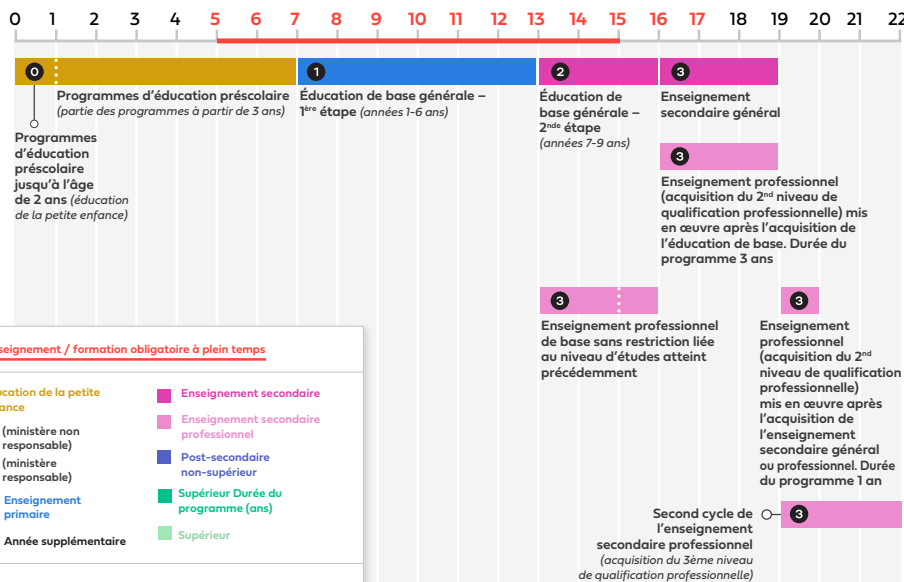 0 1 2 3 4 5 6 7 8 9 10 11 12 13 14 15 16 17 18 19 20 21 22
0
1
2
3
Programmes d'éducation préscolaire
(partie des programmes à partir de 3 ans)
Programmes
d'éducation
préscolaire
jusqu'à l'âge
de 2 ans (éducation
de la petite enfance)
Éducation de base générale –
1ère étape (années 1-6 ans)
Éducation de
base générale –
2nde étape
(années 7-9 ans)
Enseignement
secondaire général
3
Enseignement professionnel
(acquisition du 2nd niveau de
qualification professionnelle) mis
en œuvre après l'acquisition de
l'éducation de base. Durée du
programme 3 ans
3
Enseignement professionnel
de base sans restriction liée
au niveau d'études atteint
précédemment
3
Enseignement
professionnel
(acquisition du 2nd
niveau de qualification
professionnelle)
mis en œuvre après
l'acquisition de
l'enseignement
secondaire général
ou professionnel. Durée
du programme 1 an
Second cycle de
l'enseignement
secondaire professionnel
(acquisition du 3ème niveau
de qualification professionnelle)
3
seignement / formation obligatoire à plein temps
ucation de la petite
ance
(ministère non
responsable)
(ministère
responsable)
Enseignement
primaire
Année supplémentaire
Enseignement secondaire
Enseignement secondaire
professionnel
Post-secondaire
non-supérieur
Supérieur Durée du
programme (ans)
Supérieur